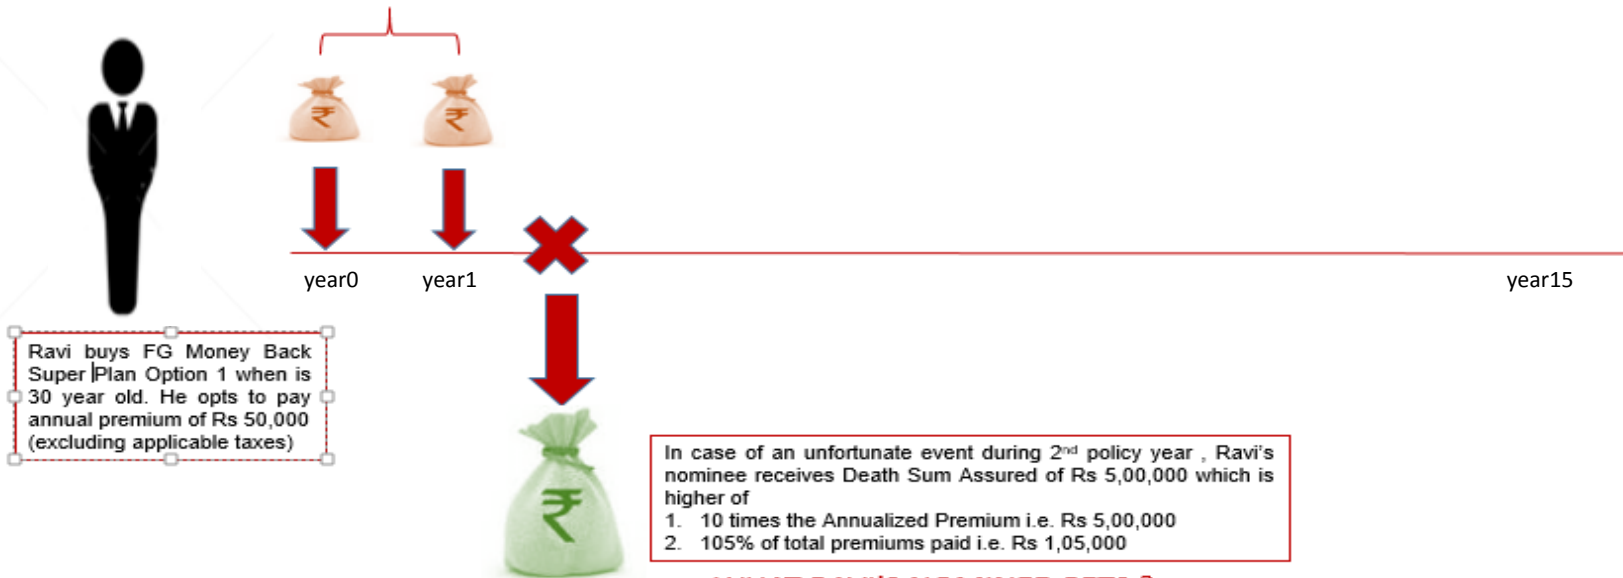 ₹ ₹
year0 year1 year15
Ravi buys FG Money Back
Super Plan Option 1 when is
30 year old. He opts to pay
annual premium of Rs 50,000
(excluding applicable taxes)
₹
In case of an unfortunate event during 2nd policy year , Ravi's
nominee receives Death Sum Assured of Rs 5,00,000 which is
higher of
1. 10 times the Annualized Premium i.e. Rs 5,00,000
2. 105% of total premiums paid i.e. Rs 1,05,000